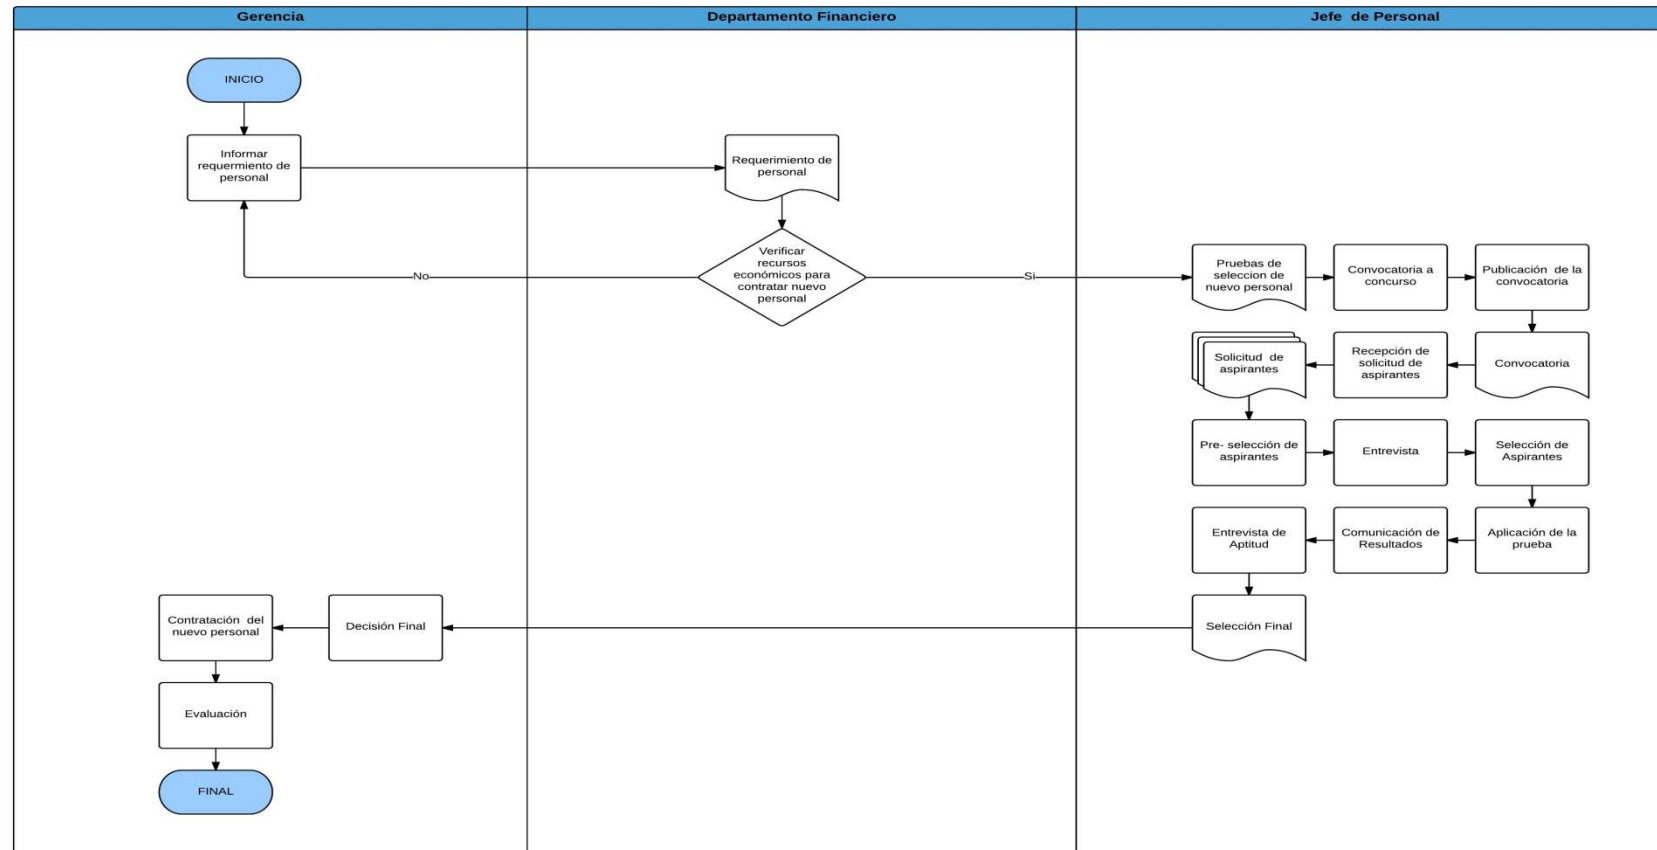 Gerencia
Departamento Financiero
Jefe de Personal
INICIO
Informar
requermiento de
personal
Requerimiento de
personal
Verificar
recursos
económicos para
contratar nuevo
personal
No
Si
Pruebas de
seleccion de
nuevo personal
Convocatoria a
concurso
Publicación de la
convocatoria
Convocatoria
Recepción de
solicitud de
aspirantes
Solicitud de
aspirantes
Pre- selección de
aspirantes
Entrevista
Selección de
Aspirantes
Aplicación de la
prueba
Comunicación de
Resultados
Entrevista de
Aptitud
Selección Final
Decisión Final
Contratación del
nuevo personal
Evaluación
FINAL